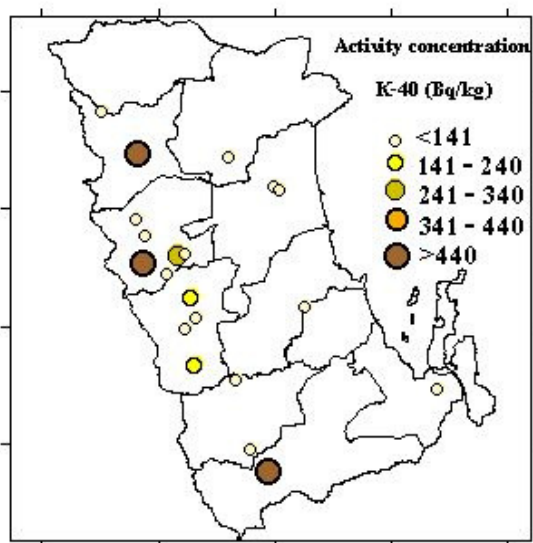 Activity concentration
K-40 (Bq/kg)
<141
141 - 240
241 - 340
341 - 440
>440